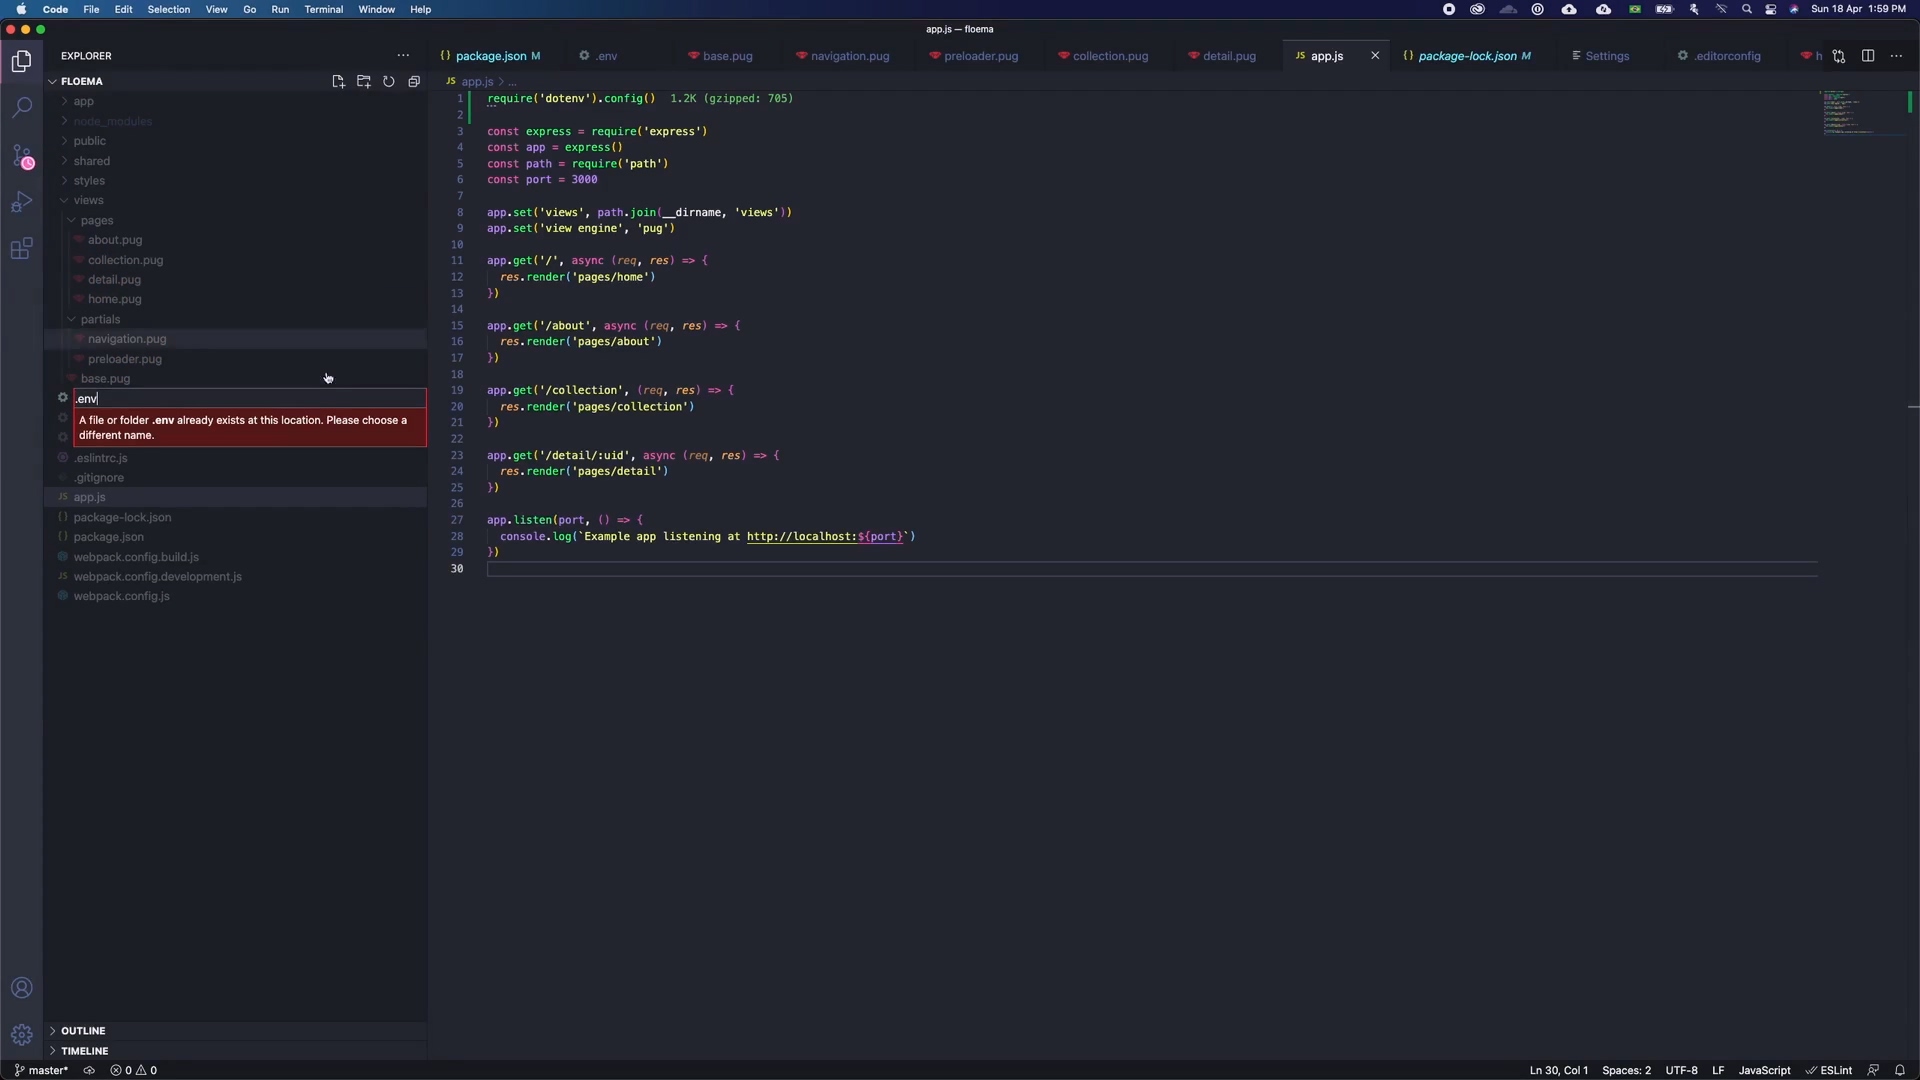 Code File Edit Selection View Go Run Terminal Window Help
Sun 18 Apr 1:59 PM
app.js — floema
EXPLORER
package.json M
.env
base.pug
navigation.pug
preloader.pug
collection.pug
detail.pug
app.js
package-lock.json M
Settings
.editorconfig
h
FLOEMA
app
node_modules
public
shared
styles
views
pages
about.pug
collection.pug
detail.pug
home.pug
partials
navigation.pug
preloader.pug
base.pug
.env
A file or folder .env already exists at this location. Please choose a
different name.
.eslintrc.js
.gitignore
app.js
package-lock.json
package.json
webpack.config.build.js
webpack.config.development.js
webpack.config.js
OUTLINE
TIMELINE
JS app.js > ...
1 require('dotenv').config() 1.2K (gzipped: 705)
2
3 const express = require('express')
4 const app = express()
5 const path = require('path')
6 const port = 3000
7
8 app.set('views', path.join(__dirname, 'views'))
9 app.set('view engine', 'pug')
10
11 app.get('/', async (req, res) => {
12 res.render('pages/home')
13 })
14
15 app.get('/about', async (req, res) => {
16 res.render('pages/about')
17 })
18
19 app.get('/collection', (req, res) => {
20 res.render('pages/collection')
21 })
22
23 app.get('/detail/:uid', async (req, res) => {
24 res.render('pages/detail')
25 })
26
27 app.listen(port, () => {
28 console.log(`Example app listening at http://localhost:${port}`)
29 })
30
master* 0 0
Ln 30, Col 1 Spaces: 2 UTF-8 LF JavaScript ESLint